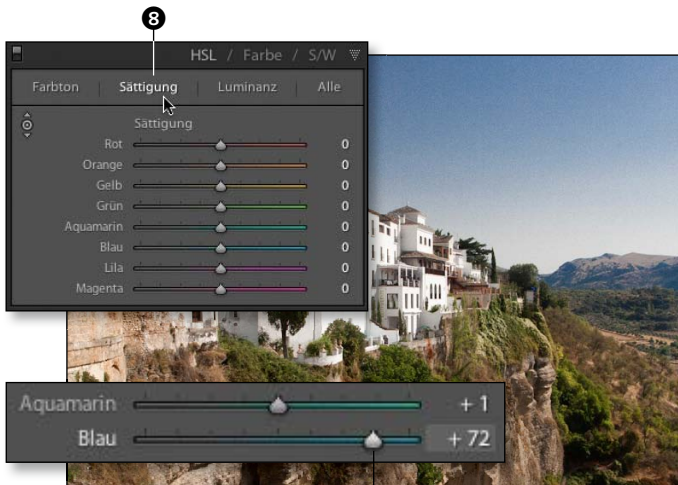 8
HSL / Farbe / S/W
Farbton | Sättigung | Luminanz | Alle
Sättigung
Rot 0
Orange 0
Gelb 0
Grün 0
Aquamarin 0
Blau 0
Lila 0
Magenta 0
Aquamarin + 1
Blau + 72